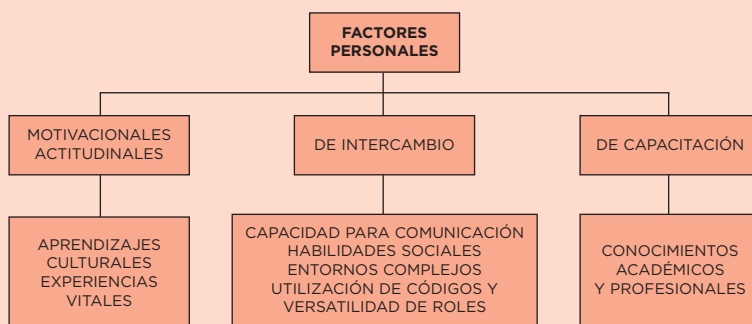 FACTORES
PERSONALES
MOTIVACIONALES
ACTITUDINALES
DE INTERCAMBIO
DE CAPACITACIÓN
APRENDIZAJES
CULTURALES
EXPERIENCIAS
VITALES
CAPACIDAD PARA COMUNICACIÓN
HABILIDADES SOCIALES
ENTORNOS COMPLEJOS
UTILIZACIÓN DE CÓDIGOS Y
VERSATILIDAD DE ROLES
CONOCIMIENTOS
ACADÉMICOS
Y PROFESIONALES